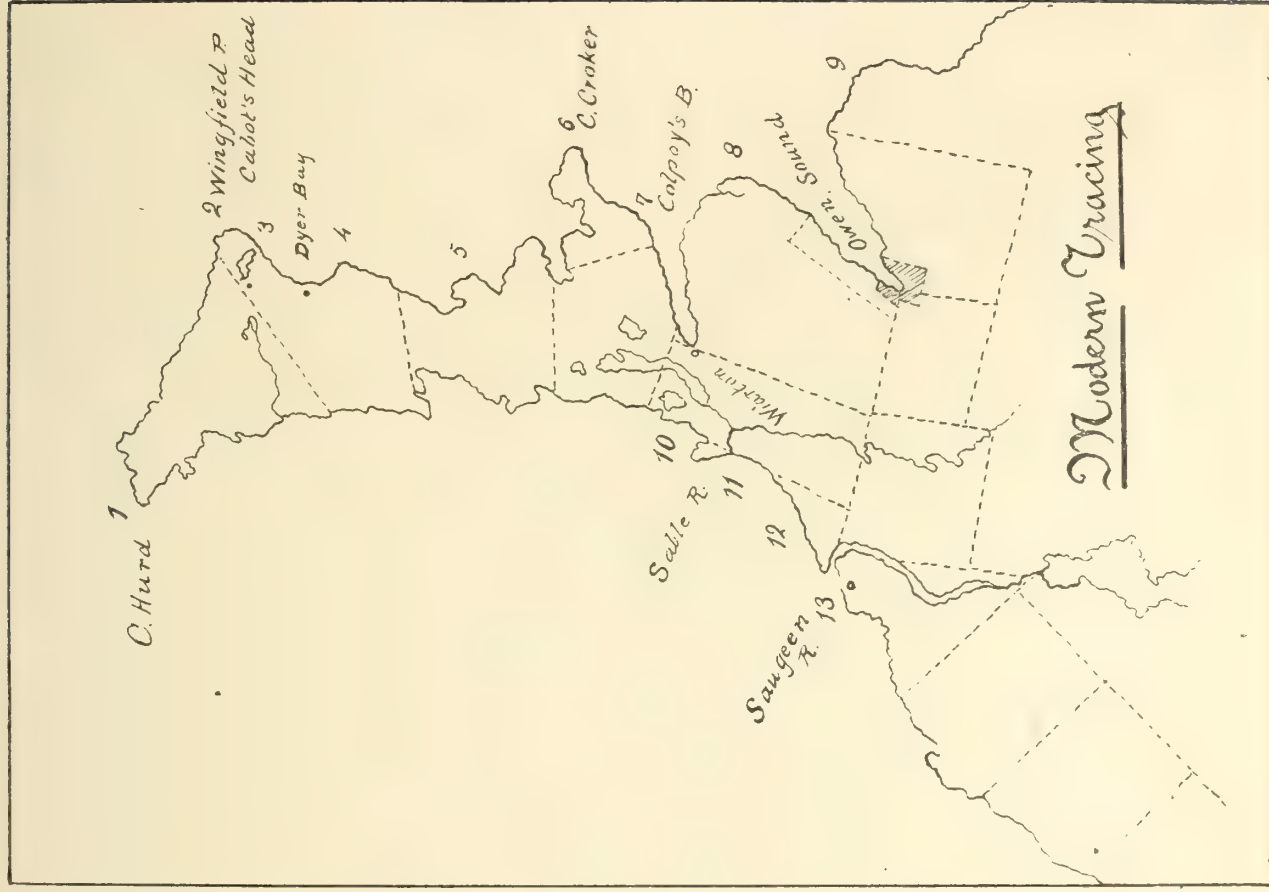 C. Hurd 1
2 Wingfield P.
Cabot's Head
3
Dyer Bay
4
5
6
C. Croker
7
Colpoy's B.
8
Owen Sound
9
Wiarton
10
Sable R.
11
12
13
Saugeen
R.
Modern Tracing